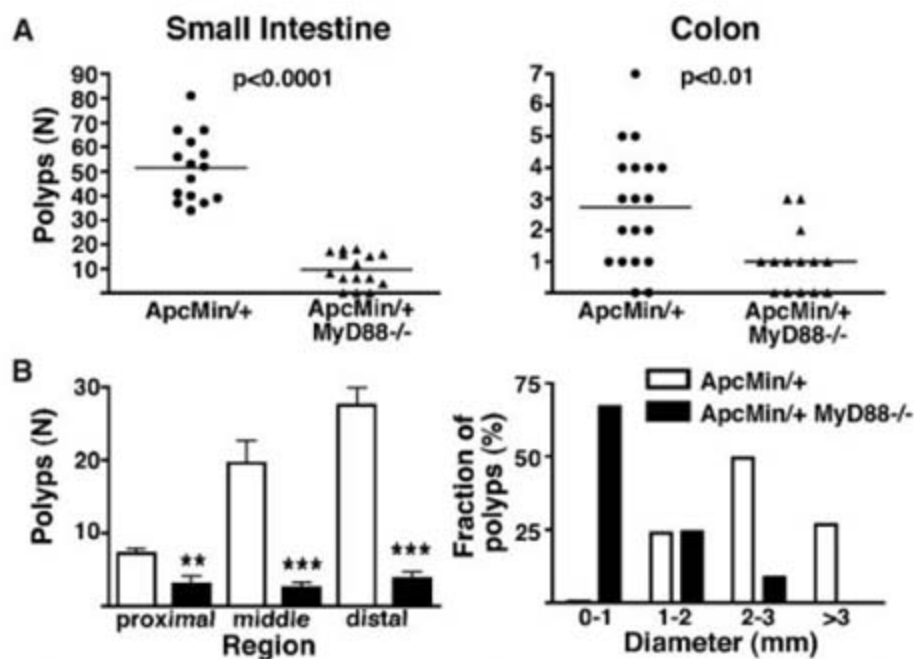 A
Small Intestine
Colon
p<0.0001
p<0.01
Polyps (N)
90
80
70
60
50
40
30
20
10
7
6
5
4
3
2
1
ApcMin/+
ApcMin/+
MyD88-/-
ApcMin/+
ApcMin/+
MyD88-/-
B
Polyps (N)
30
20
10
**
***
***
proximal
middle
distal
Region
Fraction of
polyps (%)
75
50
25
ApcMin/+
ApcMin/+ MyD88-/-
0-1
1-2
2-3
>3
Diameter (mm)